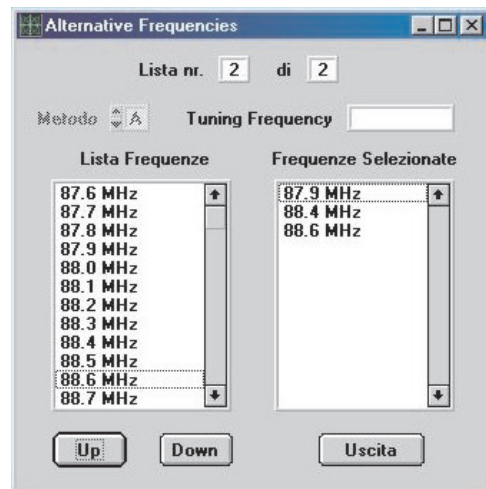 Alternative Frequencies
Lista nr. 2 di 2
Metodo A Tuning Frequency
Lista Frequenze
87.6 MHz
87.7 MHz
87.8 MHz
87.9 MHz
88.0 MHz
88.1 MHz
88.2 MHz
88.3 MHz
88.4 MHz
88.5 MHz
88.6 MHz
88.7 MHz
Frequenze Selezionate
87.9 MHz
88.4 MHz
88.6 MHz
Up Down Uscita